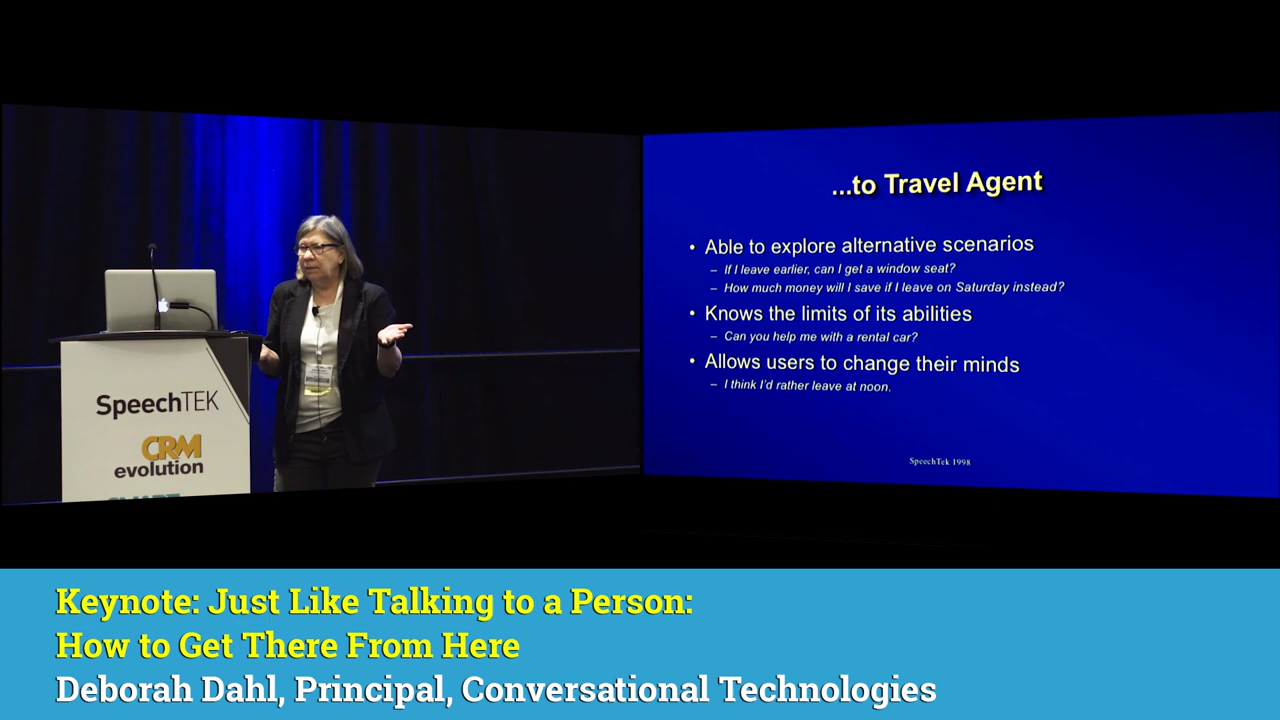 SpeechTEK
CRM
evolution
...to Travel Agent
• Able to explore alternative scenarios
– If I leave earlier, can I get a window seat?
– How much money will I save if I leave on Saturday instead?
• Knows the limits of its abilities
– Can you help me with a rental car?
• Allows users to change their minds
– I think I'd rather leave at noon.
SpeechTek 1998
Keynote: Just Like Talking to a Person:
How to Get There From Here
Deborah Dahl, Principal, Conversational Technologies